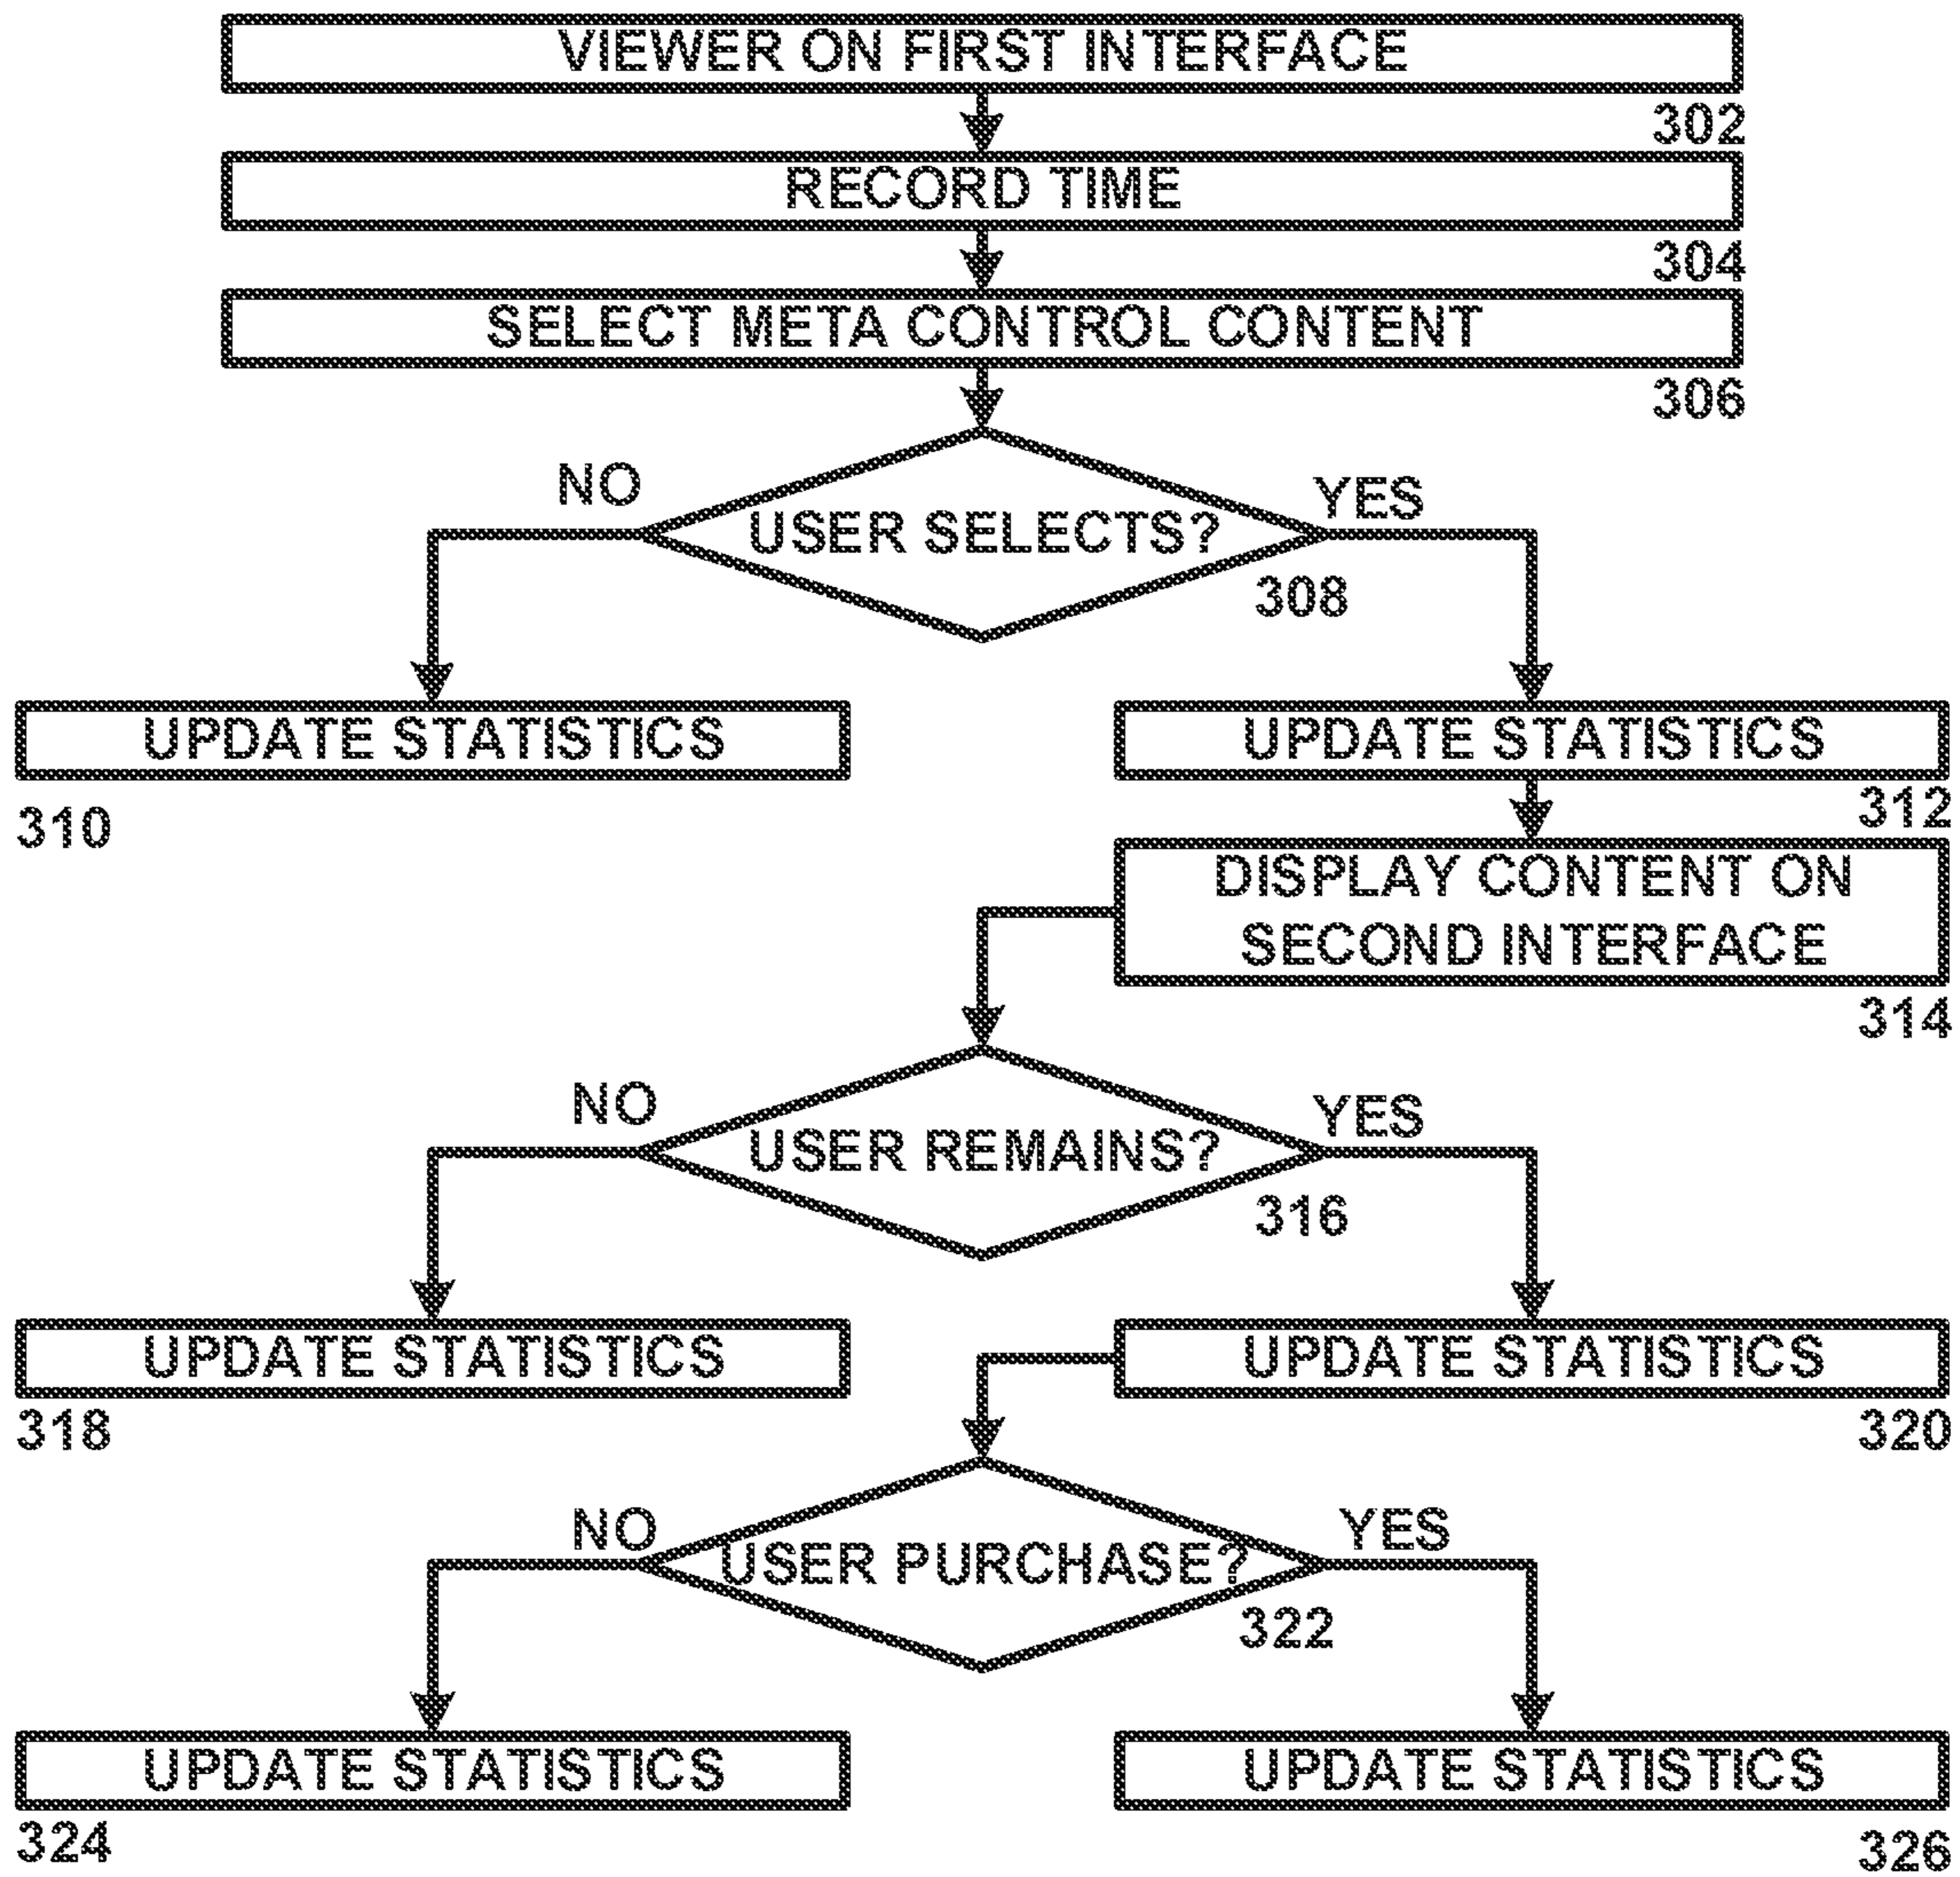 VIEWER ON FIRST INTERFACE
302
RECORD TIME
304
SELECT META CONTROL CONTENT
306
NO
YES
USER SELECTS?
308
UPDATE STATISTICS
310
UPDATE STATISTICS
312
DISPLAY CONTENT ON
SECOND INTERFACE
314
NO
YES
USER REMAINS?
316
UPDATE STATISTICS
318
UPDATE STATISTICS
320
NO
YES
USER PURCHASE?
322
UPDATE STATISTICS
324
UPDATE STATISTICS
326